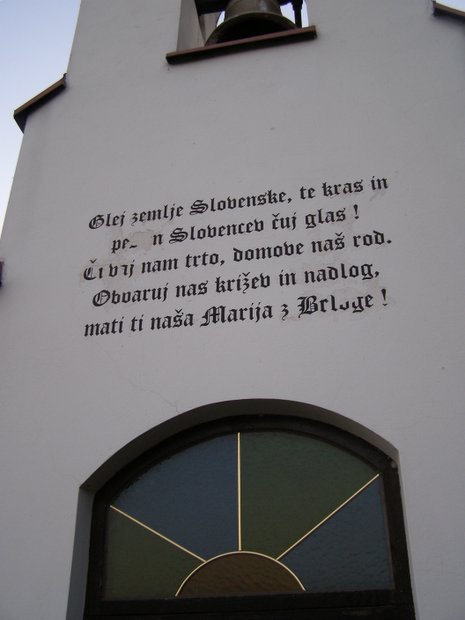 Glej zemlje Slovenske, te kras in
Slovencev čuj glas !
nam trto, domove naš rod.
Obvaruj nas križev in nadlog,
mati ti naša Marija z !